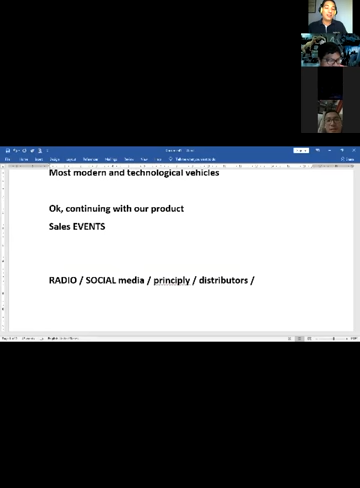 Most modern and technological vehicles
Ok, continuing with our product
Sales EVENTS
RADIO / SOCIAL media / principly / distributors /